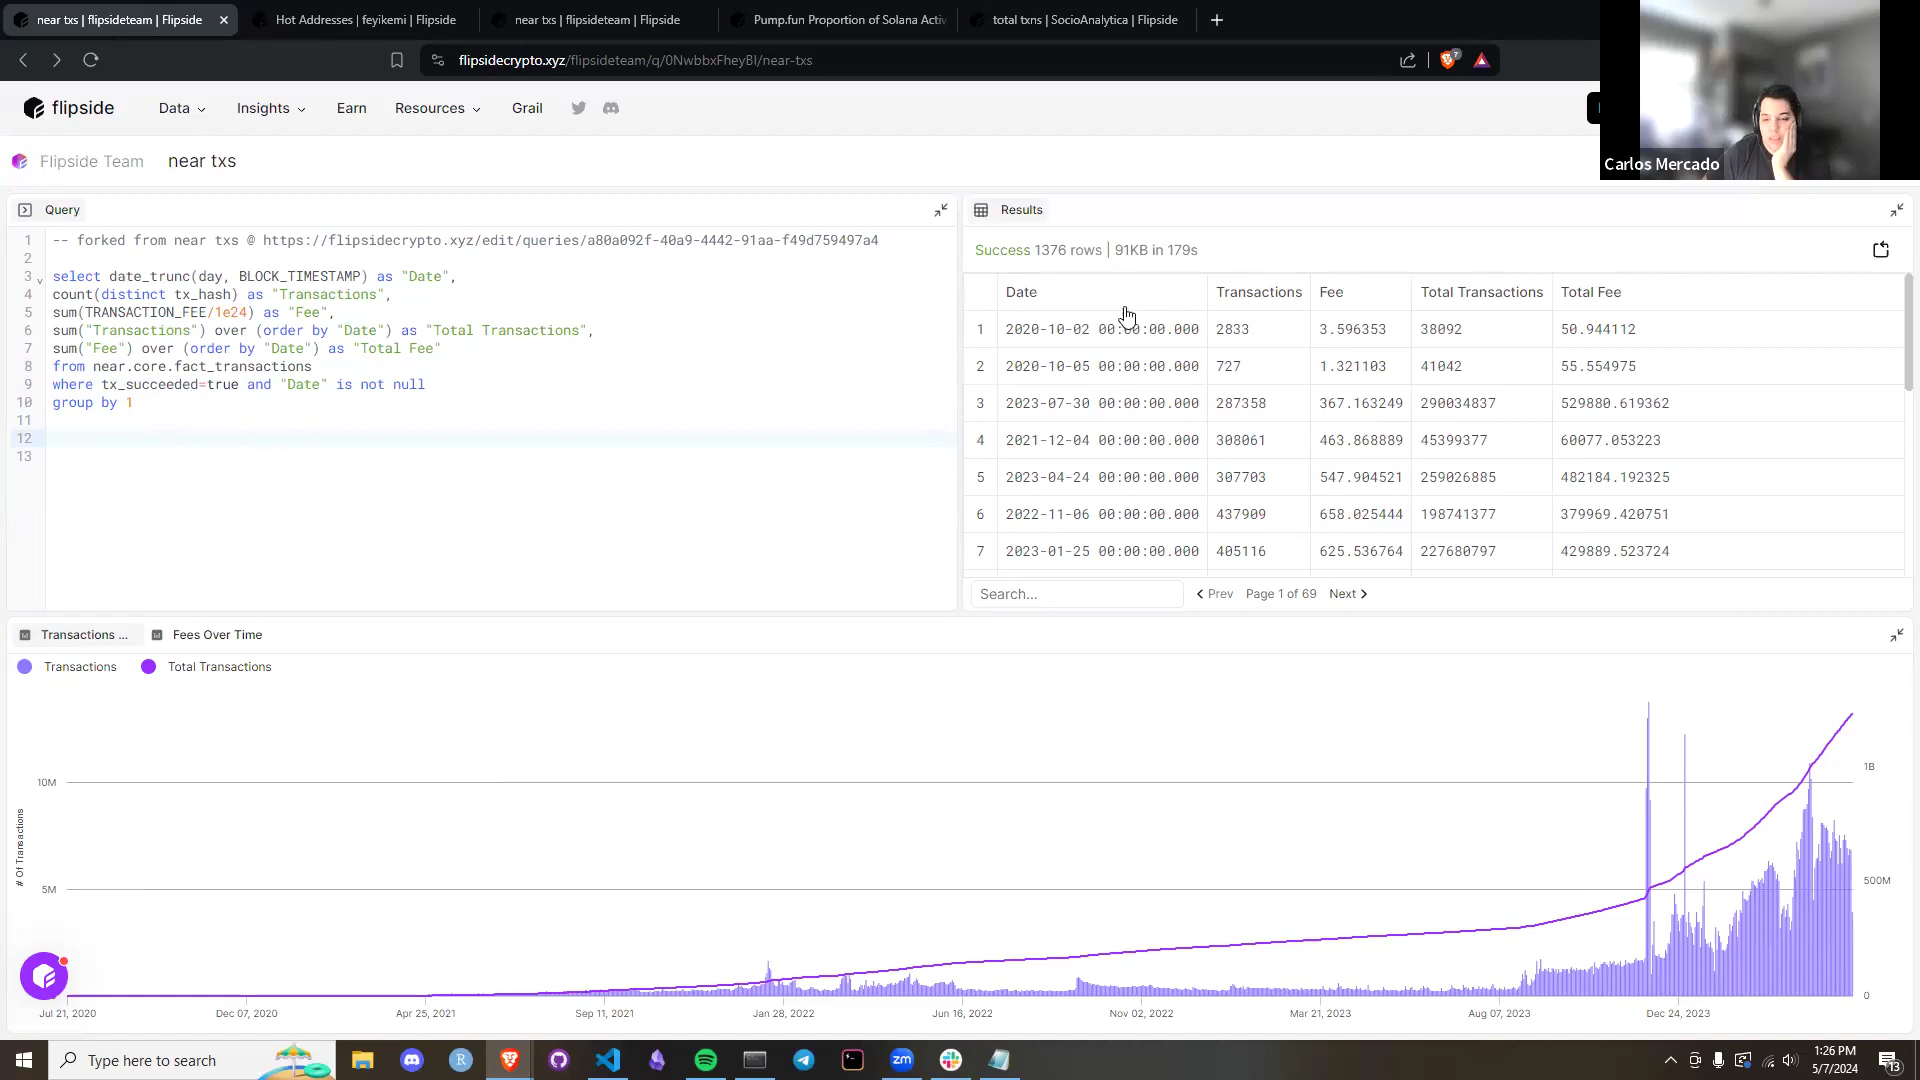 near txs | flipsideteam | Flipside
Hot Addresses | feyikemi | Flipside
near txs | flipsideteam | Flipside
Pump.fun Proportion of Solana Activ
total txns | SocioAnalytica | Flipside
flipsidecrypto.xyz/flipsideteam/q/0NwbbxFheyBl/near-txs
7
Carlos Mercado
flipside
Data
Insights
Earn
Resources
Grail
Flipside Team
near txs
Query
1 -- forked from near txs @ https://flipsidecrypto.xyz/edit/queries/a80a092f-40a9-4442-91aa-f49d759497a4
2
3 select date_trunc(day, BLOCK_TIMESTAMP) as "Date",
4 count(distinct tx_hash) as "Transactions",
5 sum(TRANSACTION_FEE/1e24) as "Fee",
6 sum("Transactions") over (order by "Date") as "Total Transactions",
7 sum("Fee") over (order by "Date") as "Total Fee"
8 from near.core.fact_transactions
9 where tx_succeeded=true and "Date" is not null
10 group by 1
11
12
13
Results
Success 1376 rows | 91KB in 179s
Date Transactions Fee Total Transactions Total Fee
1 2020-10-02 00:00:00.000 2833 3.596353 38092 50.944112
2 2020-10-05 00:00:00.000 727 1.321103 41042 55.554975
3 2023-07-30 00:00:00.000 287358 367.163249 290034837 529880.619362
4 2021-12-04 00:00:00.000 308061 463.868889 45399377 60077.053223
5 2023-04-24 00:00:00.000 307703 547.904521 259026885 482184.192325
6 2022-11-06 00:00:00.000 437909 658.025444 198741377 379969.420751
7 2023-01-25 00:00:00.000 405116 625.536764 227680797 429889.523724
Search...
Prev Page 1 of 69 Next
Transactions ...
Fees Over Time
Transactions
Total Transactions
# Of Transactions
10M
5M
1B
500M
0
Jul 21, 2020
Dec 07, 2020
Apr 25, 2021
Sep 11, 2021
Jan 28, 2022
Jun 16, 2022
Nov 02, 2022
Mar 21, 2023
Aug 07, 2023
Dec 24, 2023
Type here to search
R
zm
1:26 PM
5/7/2024
13